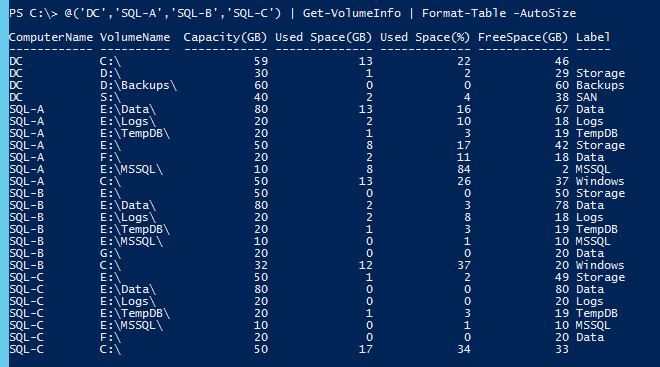 PS C:\> @('DC','SQL-A','SQL-B','SQL-C') | Get-VolumeInfo | Format-Table -AutoSize
ComputerName VolumeName  Capacity(GB) Used Space(GB) Used Space(%) FreeSpace(GB) Label
------------ ----------  ------------ -------------- ------------- ------------- -----
DC           C:\                   59             13            22            46
DC           D:\                   30              1             2            29 Storage
DC           D:\Backups\           60              0             0            60 Backups
DC           S:\                   40              2             4            38 SAN
SQL-A        E:\Data\              80             13            16            67 Data
SQL-A        E:\Logs\              20              2            10            18 Logs
SQL-A        E:\TempDB\            20              1             3            19 TempDB
SQL-A        E:\                   50              8            17            42 Storage
SQL-A        F:\                   20              2            11            18 Data
SQL-A        E:\MSSQL\             10              8            84             2 MSSQL
SQL-A        C:\                   50             13            26            37 Windows
SQL-B        E:\                   50              0             0            50 Storage
SQL-B        E:\Data\              80              2             3            78 Data
SQL-B        E:\Logs\              20              2             8            18 Logs
SQL-B        E:\TempDB\            20              1             3            19 TempDB
SQL-B        E:\MSSQL\             10              0             1            10 MSSQL
SQL-B        G:\                   20              0             0            20 Data
SQL-B        C:\                   32             12            37            20 Windows
SQL-C        E:\                   50              1             2            49 Storage
SQL-C        E:\Data\              80              0             0            80 Data
SQL-C        E:\Logs\              20              0             0            20 Logs
SQL-C        E:\TempDB\            20              1             3            19 TempDB
SQL-C        E:\MSSQL\             10              0             1            10 MSSQL
SQL-C        F:\                   20              0             0            20 Data
SQL-C        C:\                   50             17            34            33